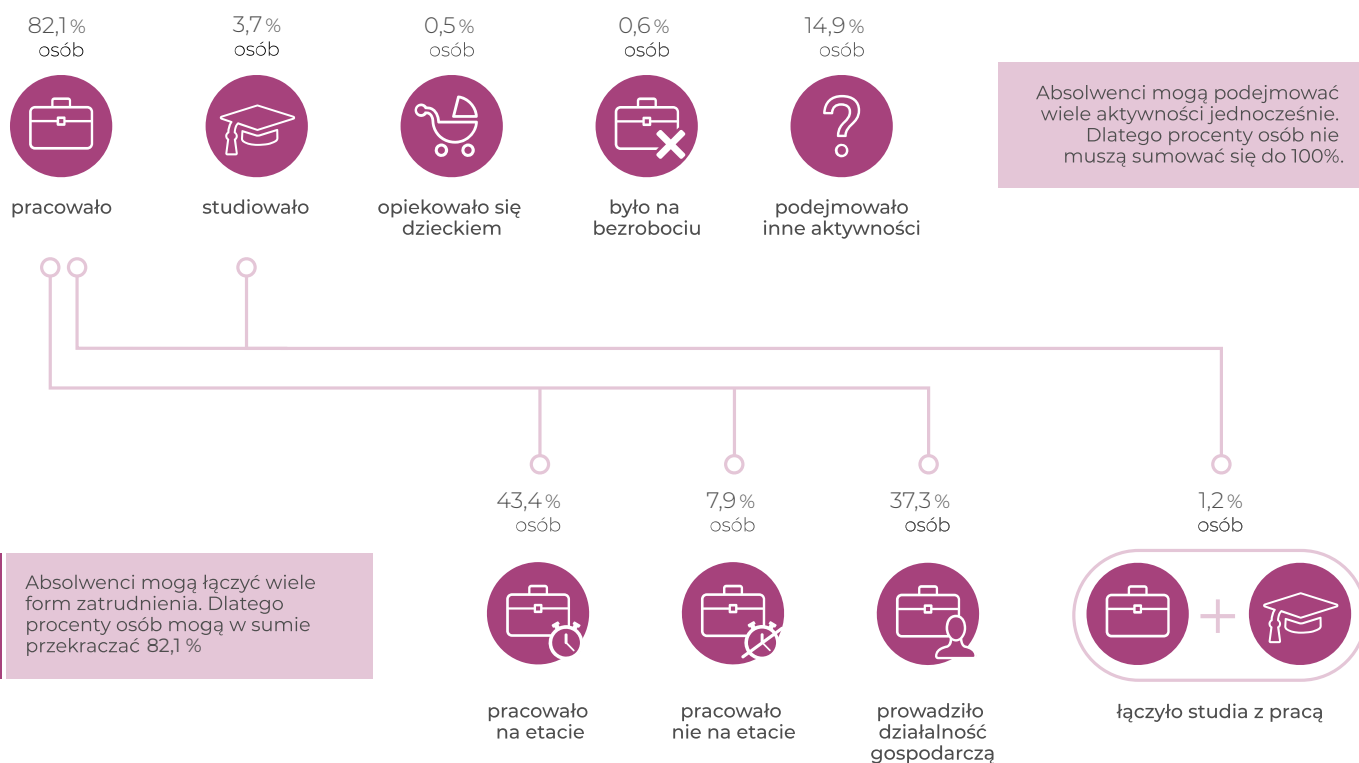 82,1 %
osób
3,7 %
osób
0,5 %
osób
0,6 %
osób
14,9 %
osób
pracowało
studiowało
opiekowało się
dzieckiem
było na
bezrobociu
podejmowało
inne aktywności
Absolwenci mogą podejmować
wiele aktywności jednocześnie.
Dlatego procenty osób nie
muszą sumować się do 100%.
Absolwenci mogą łączyć wiele
form zatrudnienia. Dlatego
procenty osób mogą w sumie
przekraczać 82,1 %
43,4 %
osób
7,9 %
osób
37,3 %
osób
1,2 %
osób
pracowało
na etacie
pracowało
nie na etacie
prowadziło
działalność
gospodarczą
łączyło studia z pracą